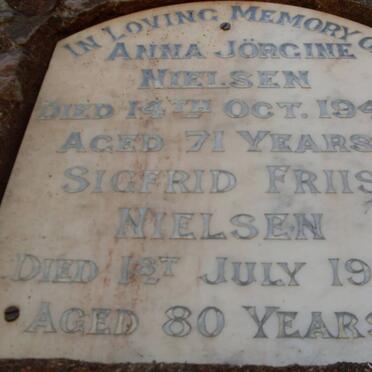 In Loving Memory O
Anna Jörgine
Nielsen
Died 14th Oct. 194
Aged 71 Years
Sigfrid Friis
Nielsen
Died 1st July 19
Aged 80 Years